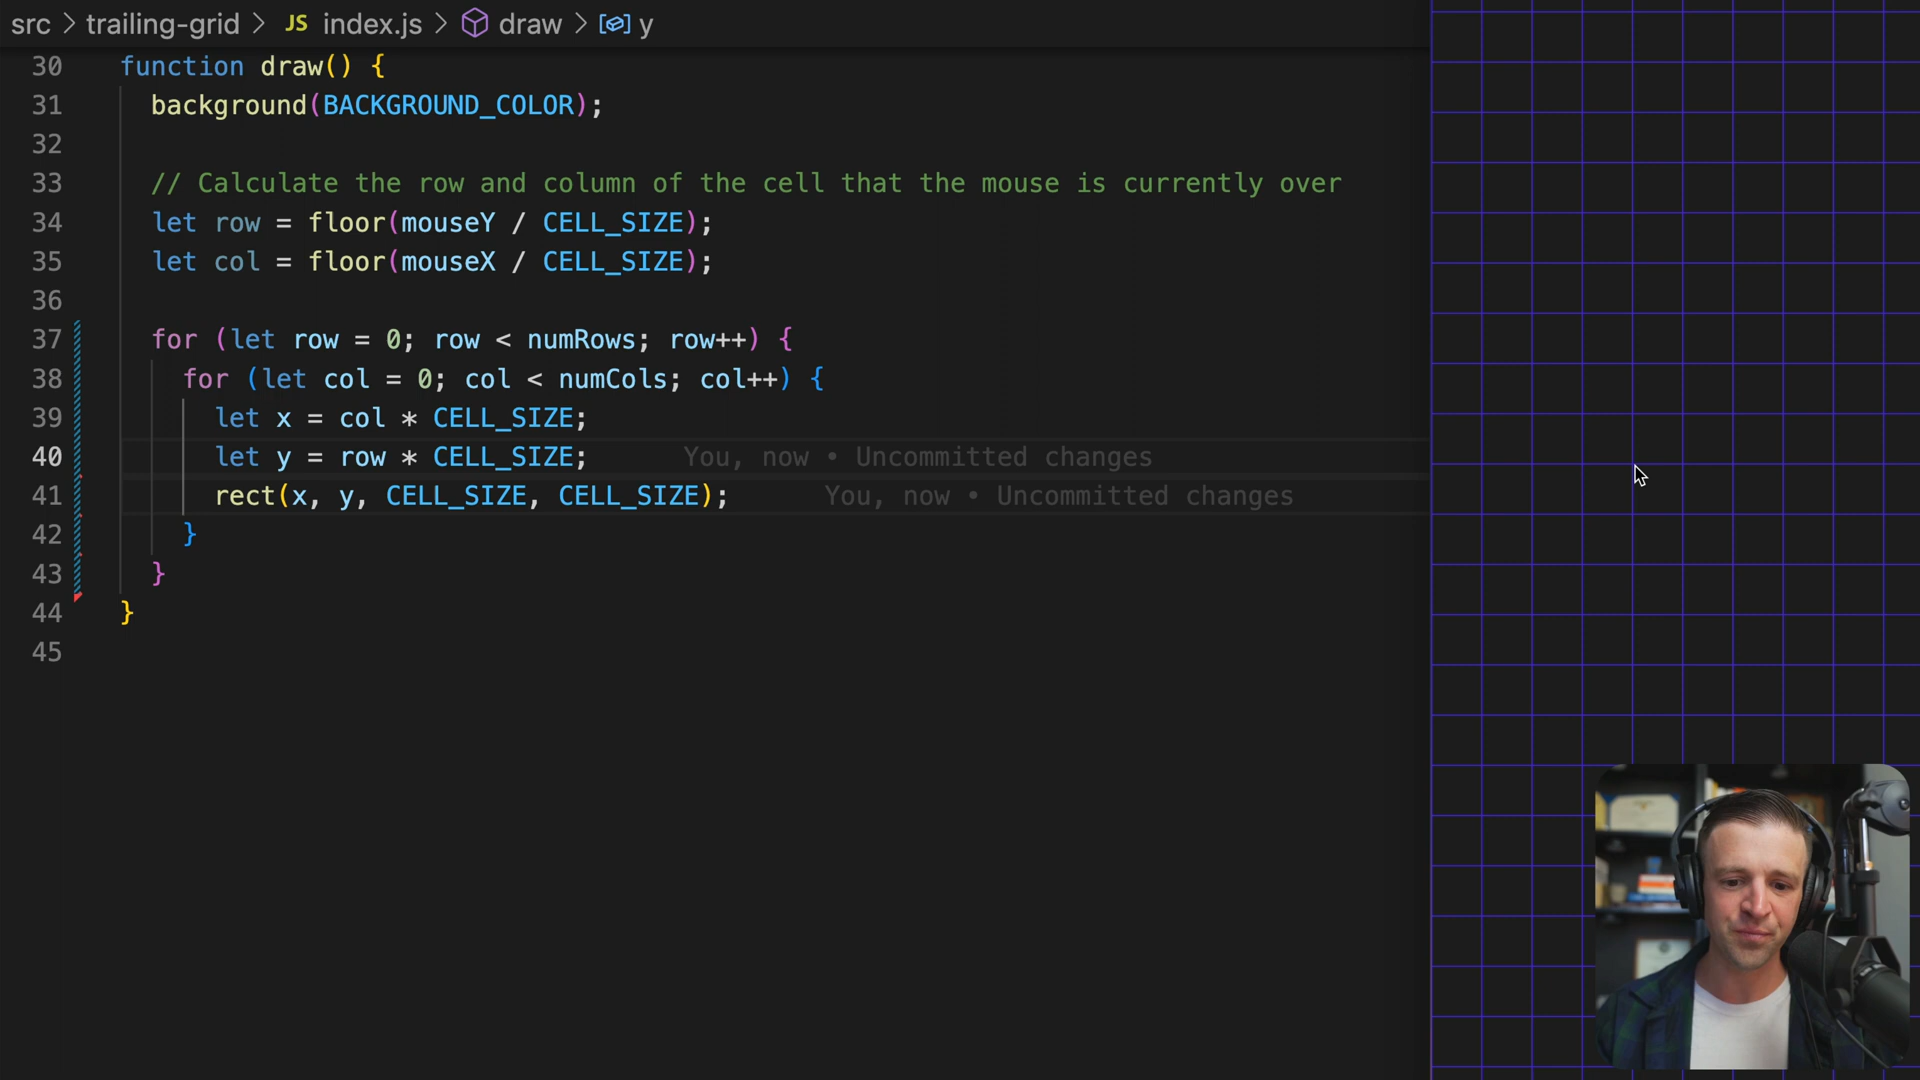 src > trailing-grid > JS index.js > draw > y
30 function draw() {
31 background(BACKGROUND_COLOR);
32
33 // Calculate the row and column of the cell that the mouse is currently over
34 let row = floor(mouseY / CELL_SIZE);
35 let col = floor(mouseX / CELL_SIZE);
36
37 for (let row = 0; row < numRows; row++) {
38 for (let col = 0; col < numCols; col++) {
39 let x = col * CELL_SIZE;
40 let y = row * CELL_SIZE; You, now • Uncommitted changes
41 rect(x, y, CELL_SIZE, CELL_SIZE); You, now • Uncommitted changes
42 }
43 }
44 }
45